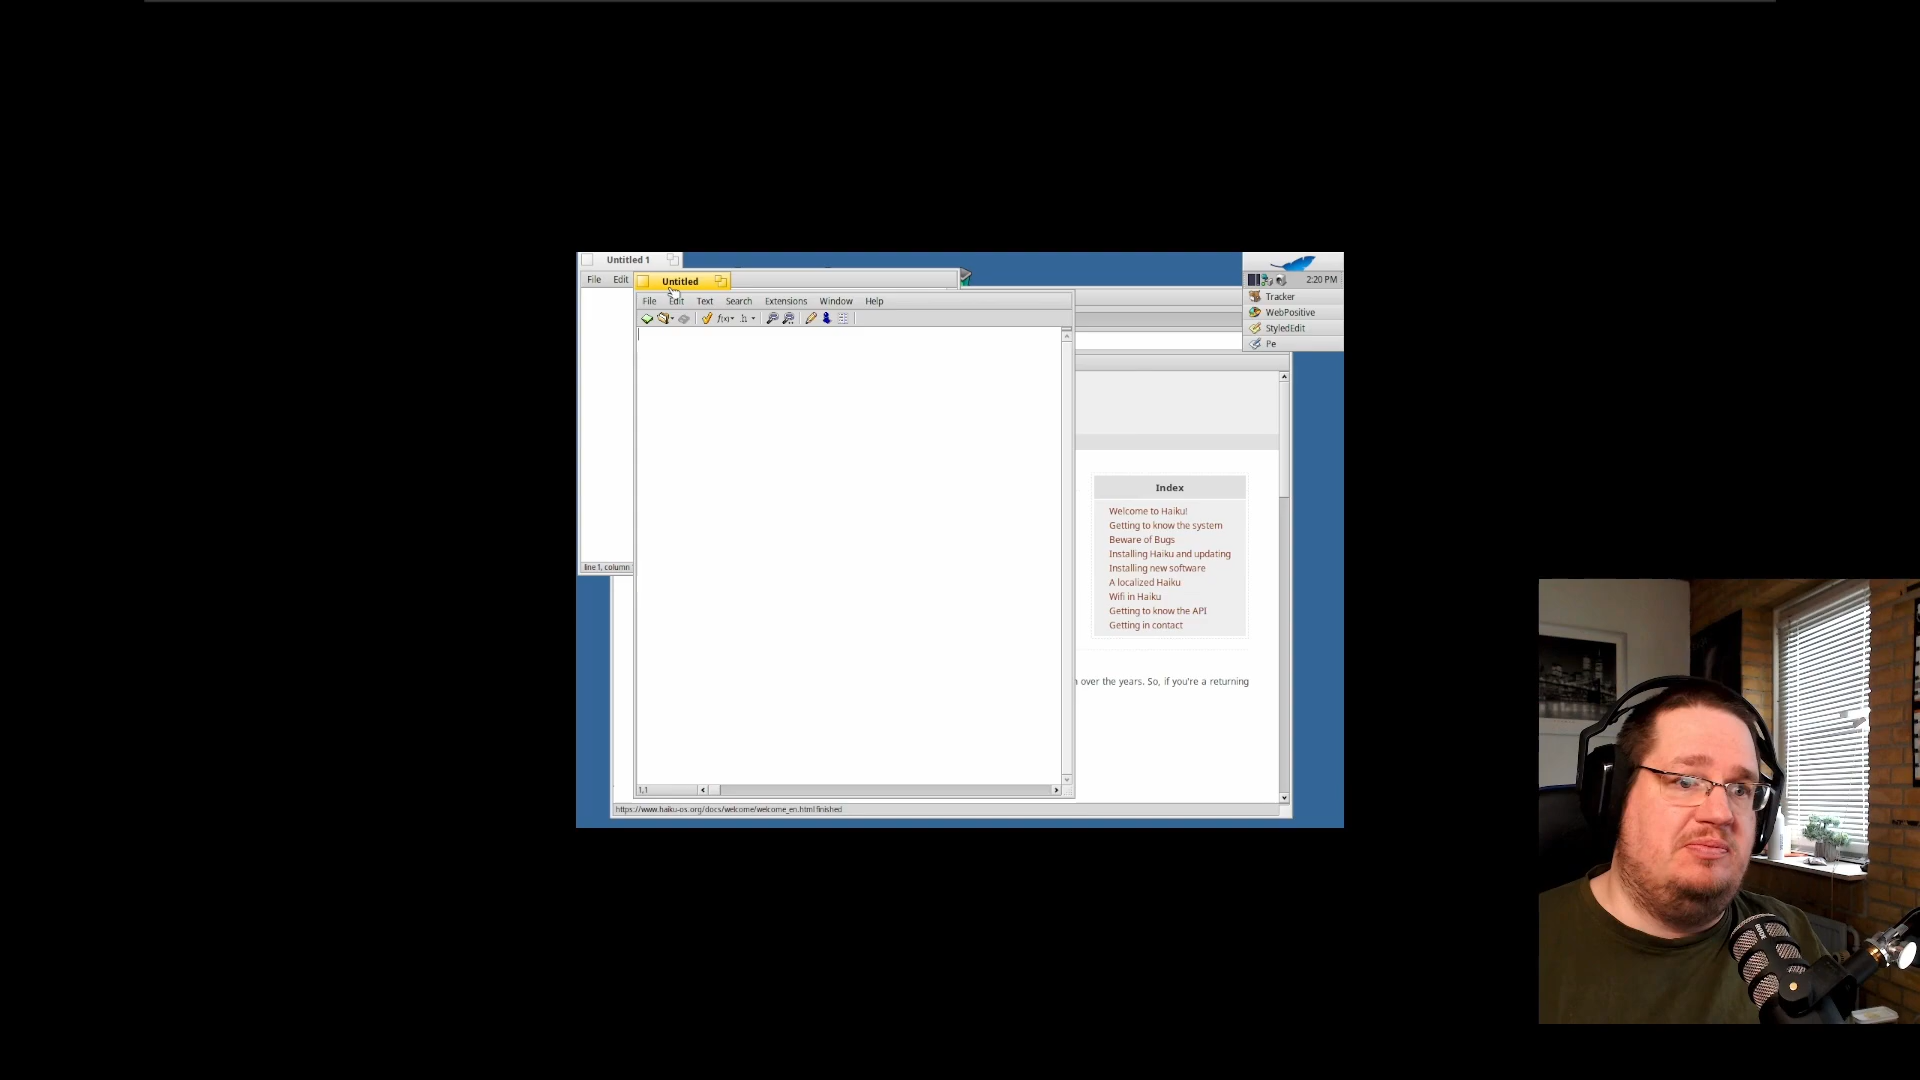 Untitled 1
File Edit
Untitled
2:20 PM
Tracker
WebPositive
StyledEdit
Pe
File Edit Text Search Extensions Window Help
f(x)
.h
Index
Welcome to Haiku!
Getting to know the system
Beware of Bugs
Installing Haiku and updating
Installing new software
A localized Haiku
Wifi in Haiku
Getting to know the API
Getting in contact
line 1, column
over the years. So, if you're a returning
1,1
https://www.haiku-os.org/docs/welcome/welcome_en.html finished
RØDE